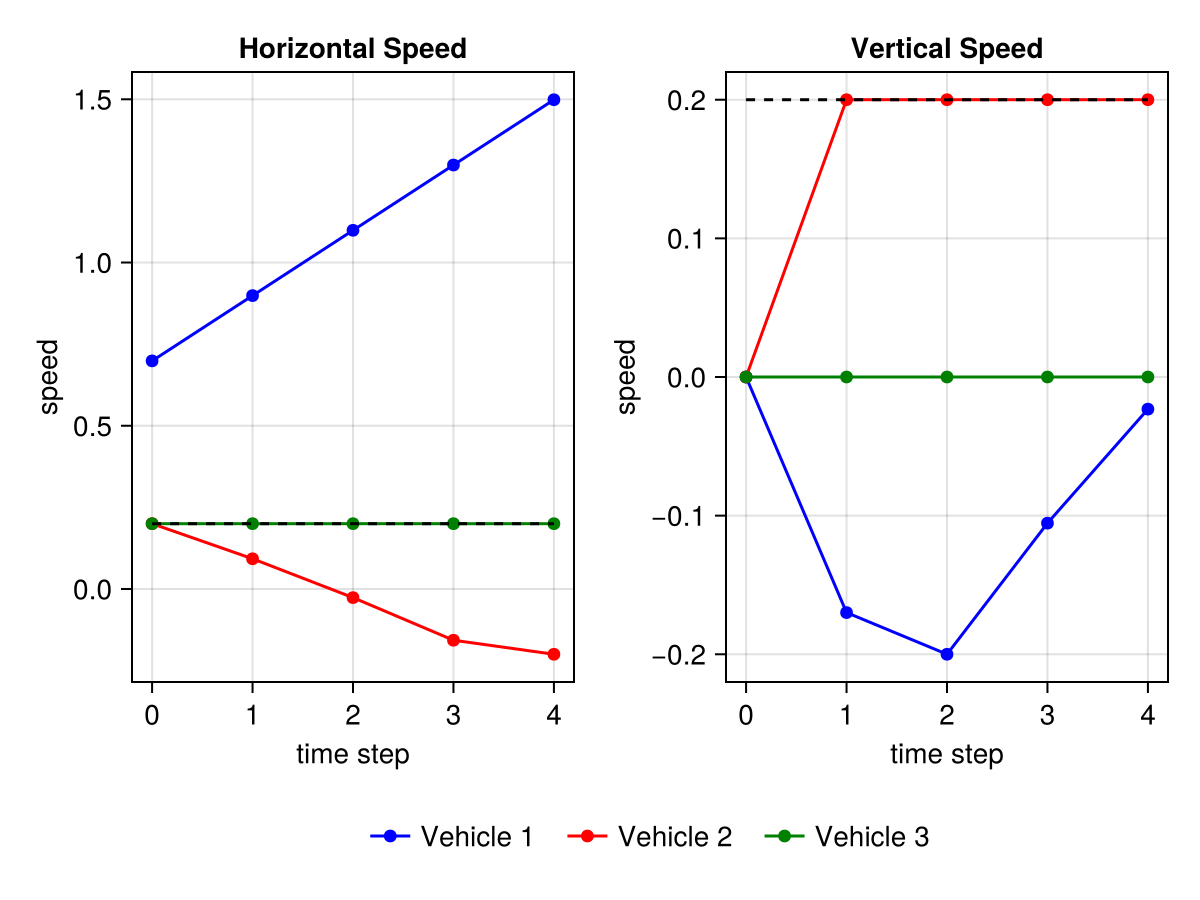 Horizontal Speed
Vertical Speed
1.5
1.0
0.5
0.0
speed
0 1 2 3 4
time step
0.2
0.1
0.0
−0.1
−0.2
speed
0 1 2 3 4
time step
Vehicle 1 Vehicle 2 Vehicle 3